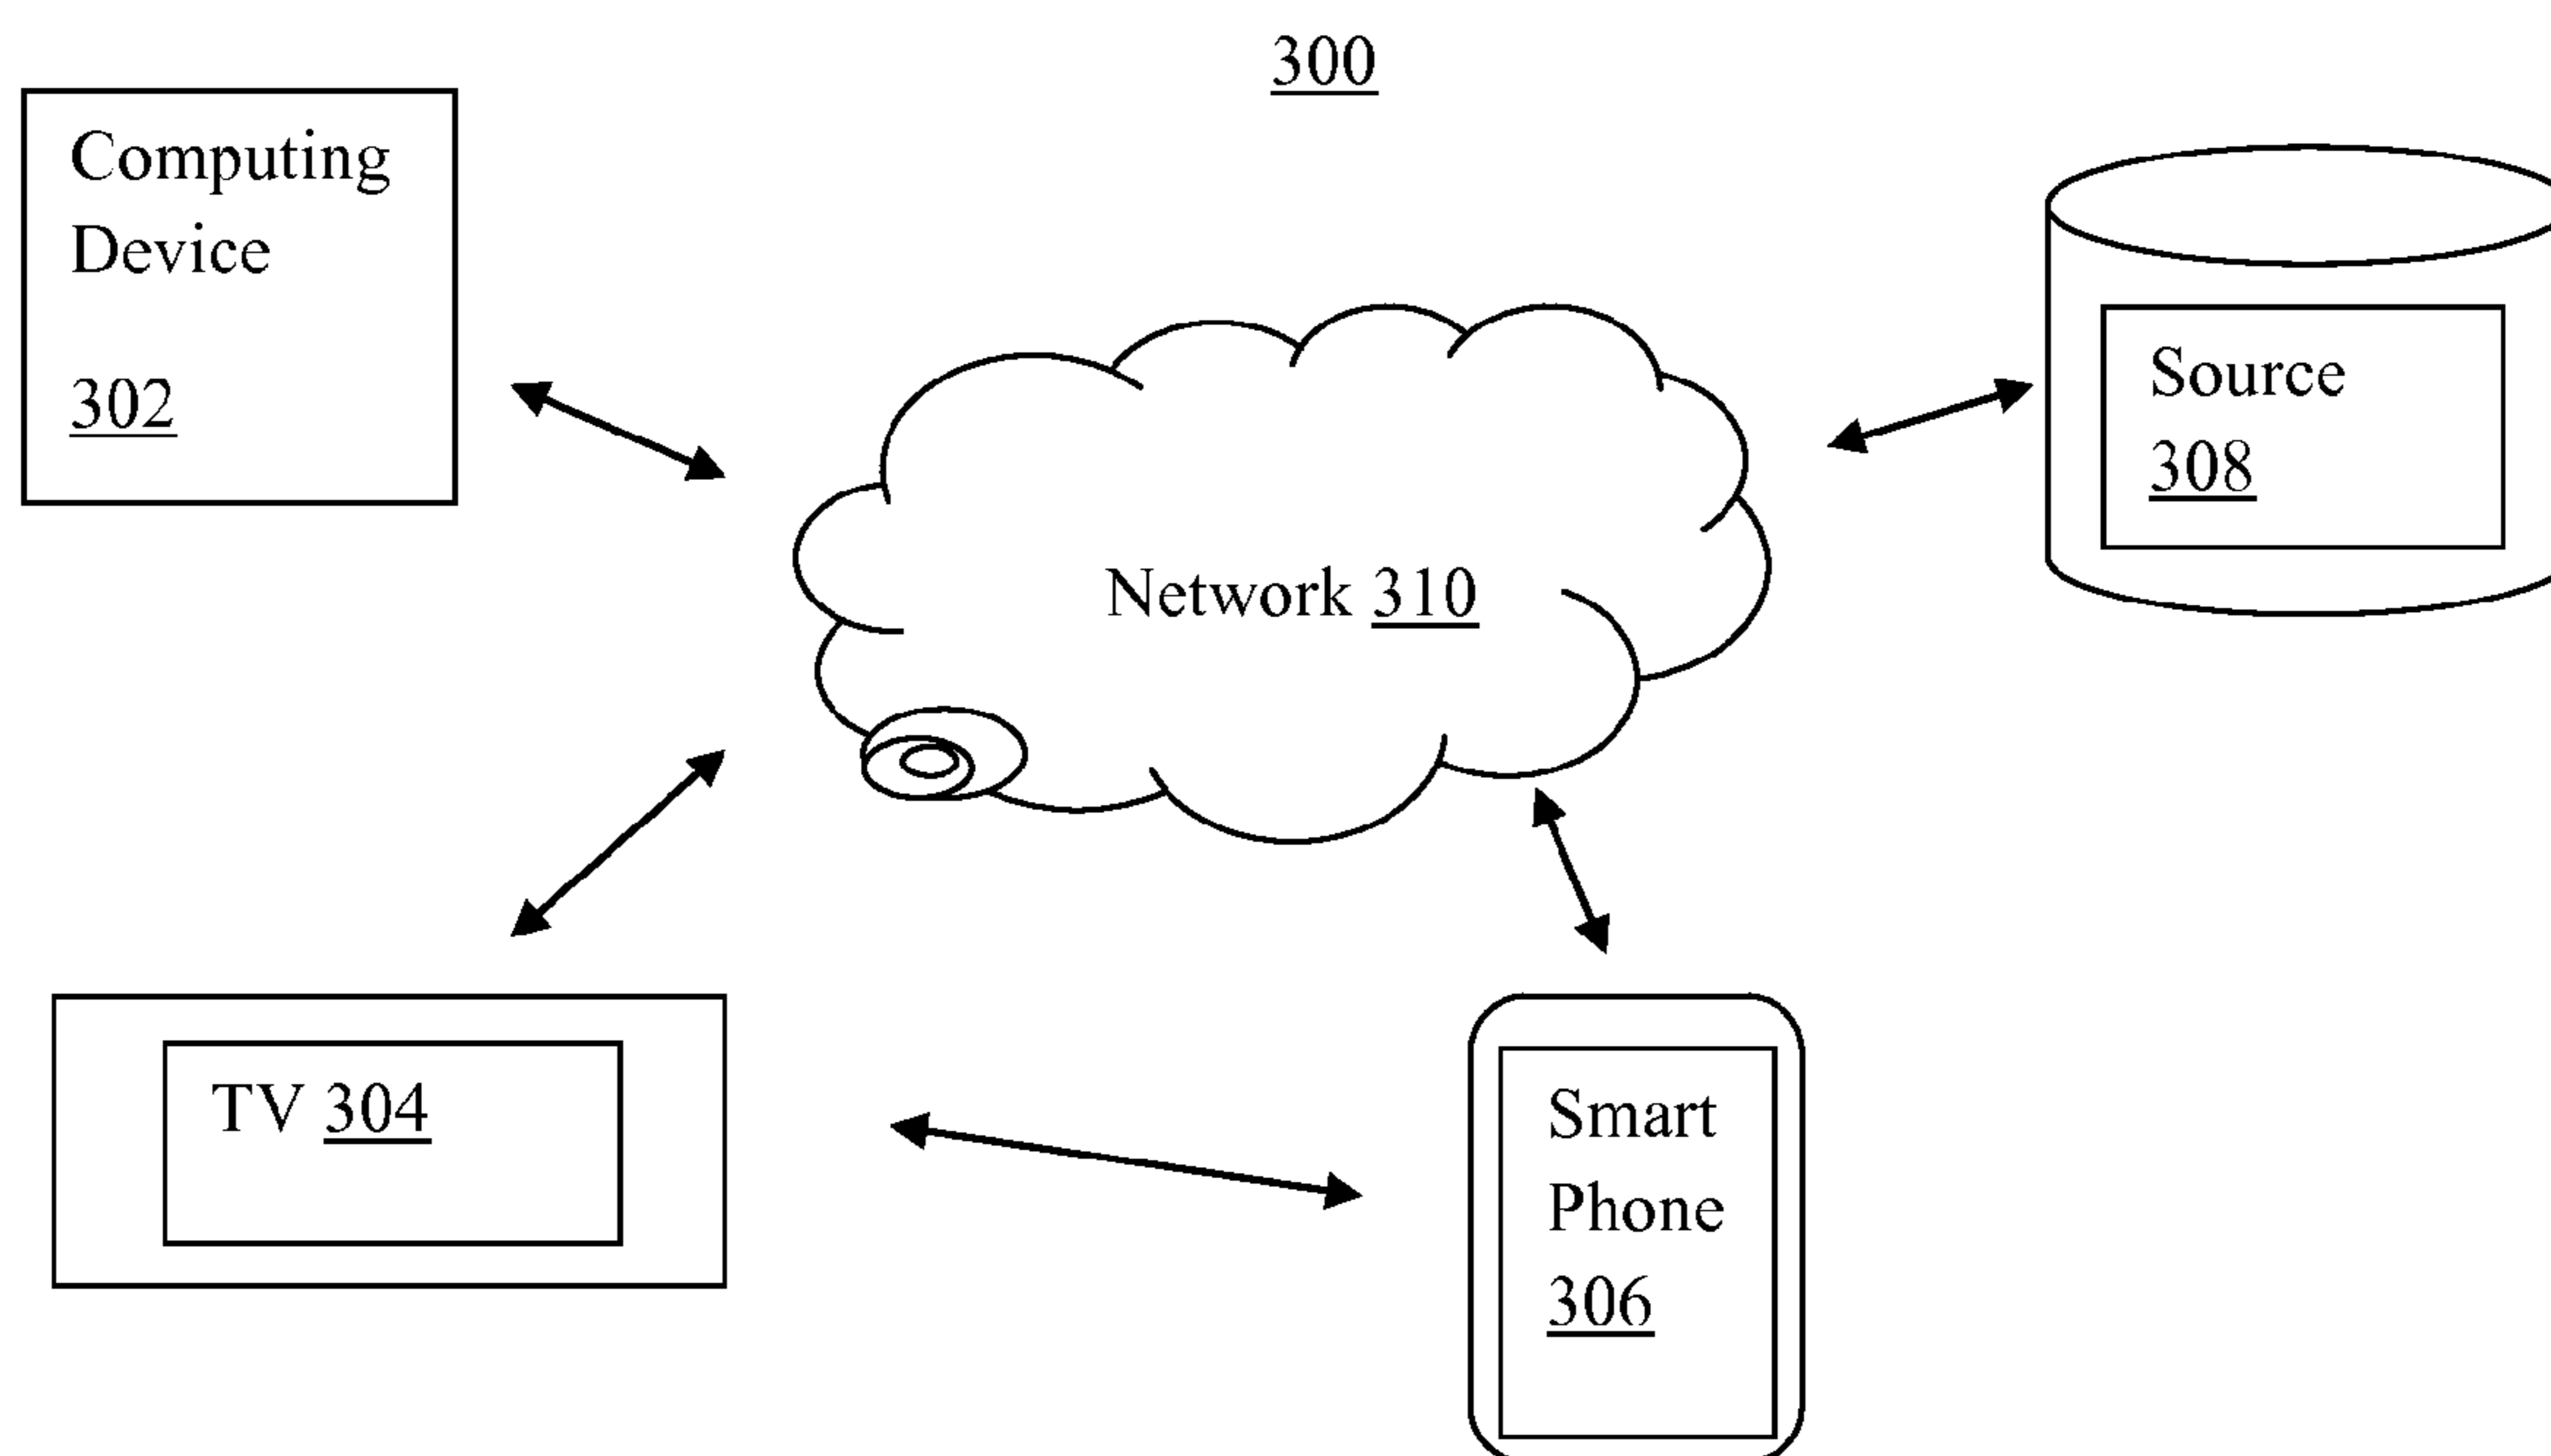 300
Computing
Device
302
Source
308
Network 310
TV 304
Smart
Phone
306